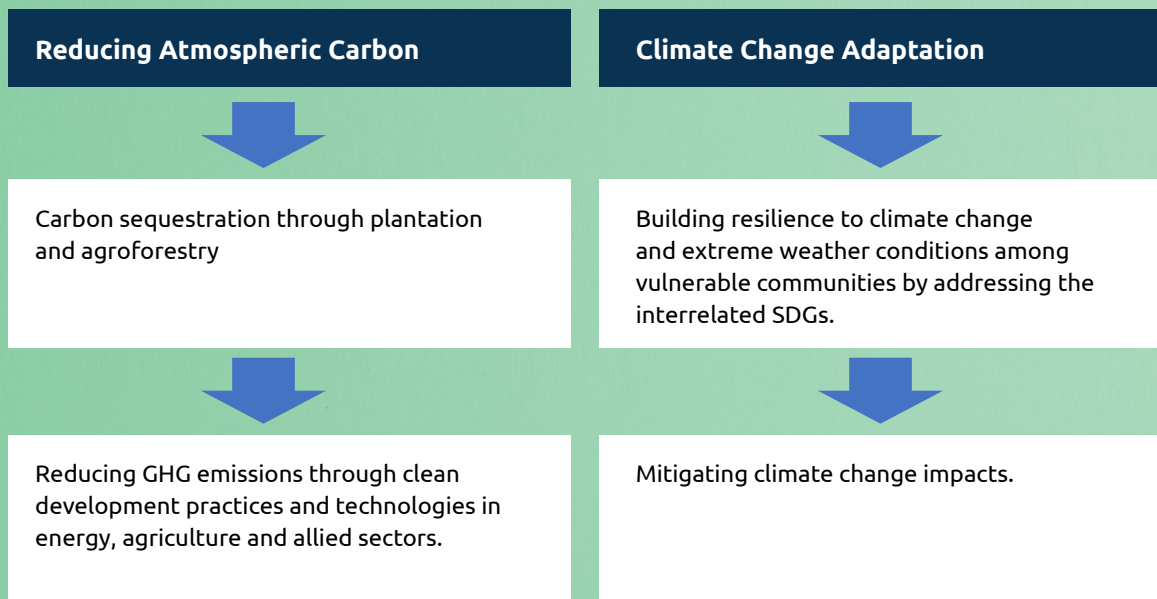 Reducing Atmospheric Carbon
Climate Change Adaptation
Carbon sequestration through plantation
and agroforestry
Building resilience to climate change
and extreme weather conditions among
vulnerable communities by addressing the
interrelated SDGs.
Reducing GHG emissions through clean
development practices and technologies in
energy, agriculture and allied sectors.
Mitigating climate change impacts.